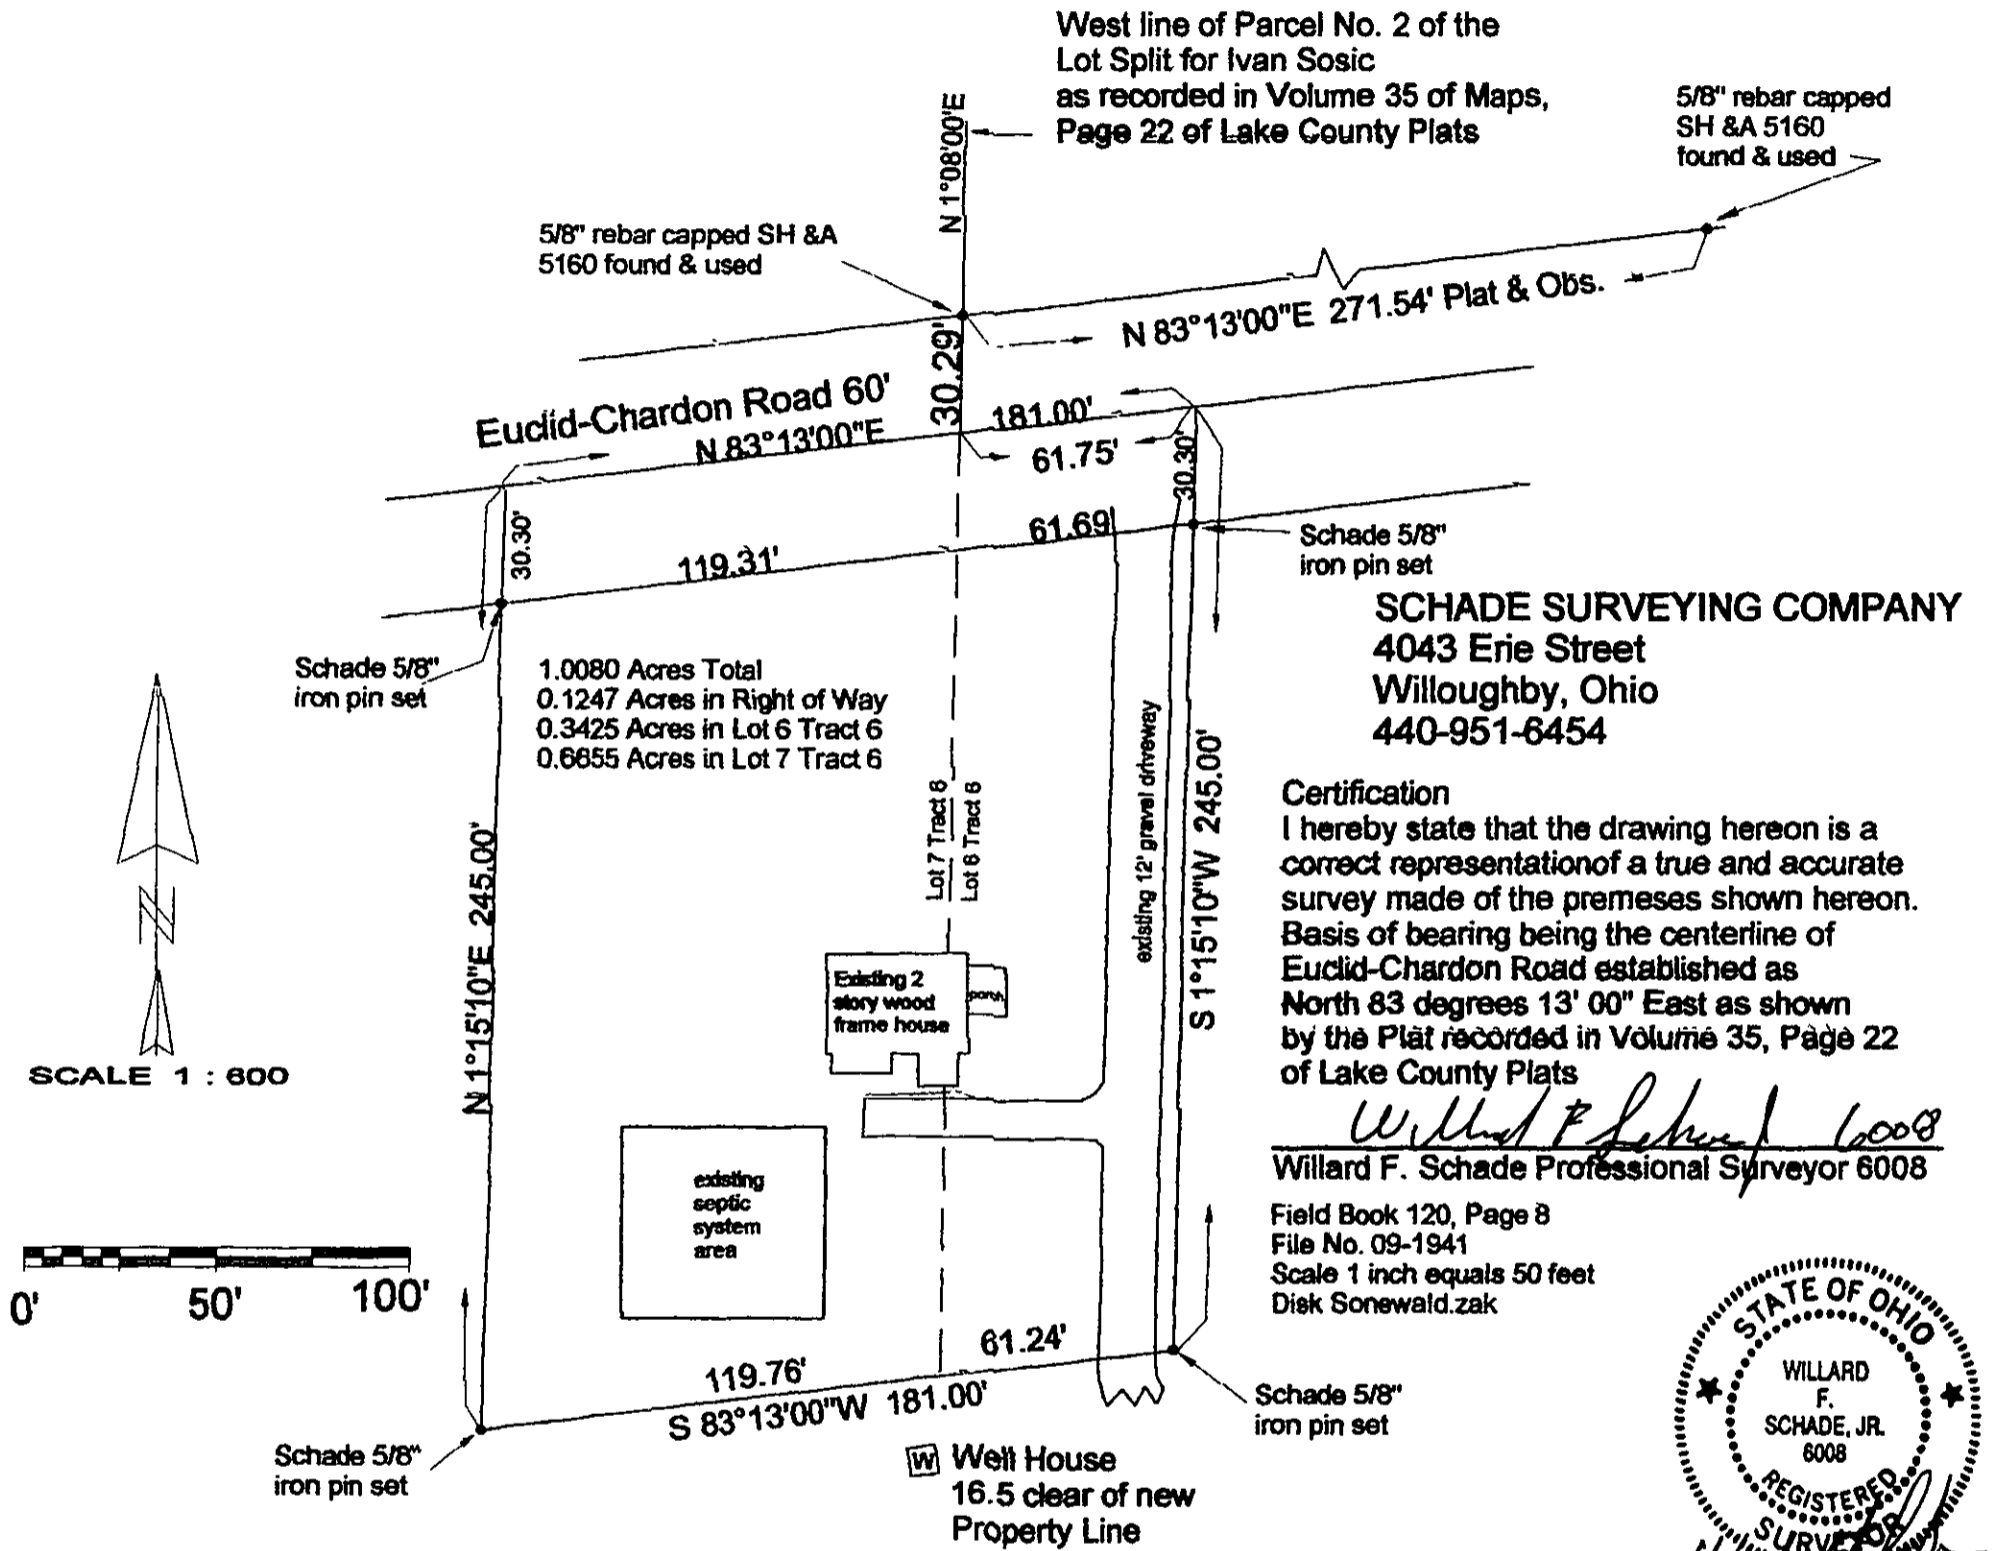 West line of Parcel No. 2 of the
Lot Split for Ivan Sosic
as recorded in Volume 35 of Maps,
Page 22 of Lake County Plats
5/8" rebar capped
SH &A 5160
found & used
N 1°08'00"E
5/8" rebar capped SH &A
5160 found & used
N 83°13'00"E 271.54' Plat & Obs.
30.29'
Euclid-Chardon Road 60'
N 83°13'00"E
181.00'
61.75'
30.30'
30.30'
61.69'
119.31'
Schade 5/8"
iron pin set
Schade 5/8"
iron pin set
1.0080 Acres Total
0.1247 Acres in Right of Way
0.3425 Acres in Lot 6 Tract 6
0.6655 Acres in Lot 7 Tract 6
SCHADE SURVEYING COMPANY
4043 Erie Street
Willoughby, Ohio
440-951-6454
existing 12' gravel driveway
S 1°15'10"W 245.00'
N 1°15'10"E 245.00'
Lot 7 Tract 6
Lot 6 Tract 6
Certification
I hereby state that the drawing hereon is a
correct representationof a true and accurate
survey made of the premeses shown hereon.
Basis of bearing being the centerline of
Euclid-Chardon Road established as
North 83 degrees 13' 00" East as shown
by the Plat recorded in Volume 35, Page 22
of Lake County Plats
Existing 2
story wood
frame house
porch
N
SCALE 1 : 600
6008
Willard F. Schade Professional Surveyor 6008
existing
septic
system
area
Field Book 120, Page 8
File No. 09-1941
Scale 1 inch equals 50 feet
Disk Sonewald.zak
0' 50' 100'
119.76'
61.24'
S 83°13'00"W 181.00'
Schade 5/8"
iron pin set
Schade 5/8"
iron pin set
W Well House
16.5 clear of new
Property Line
STATE OF OHIO
WILLARD
F.
SCHADE, JR.
6008
REGISTERED
SURVEYOR